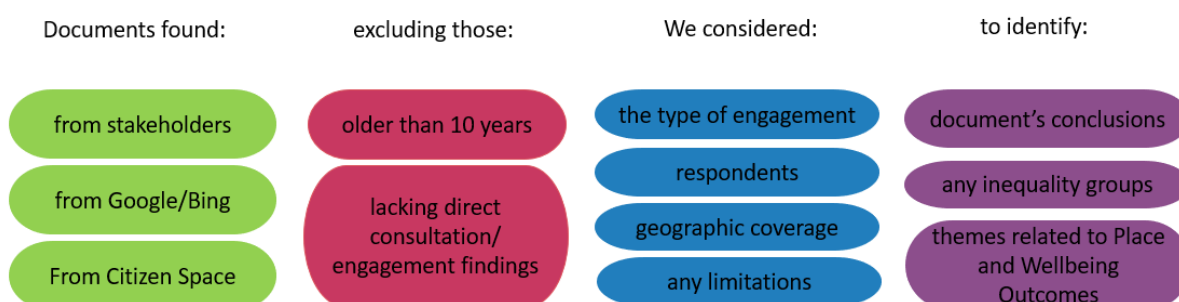 Documents found:
from stakeholders
from Google/Bing
From Citizen Space
excluding those:
older than 10 years
lacking direct
consultation/
engagement findings
We considered:
the type of engagement
respondents
geographic coverage
any limitations
to identify:
document’s conclusions
any inequality groups
themes related to Place
and Wellbeing
Outcomes